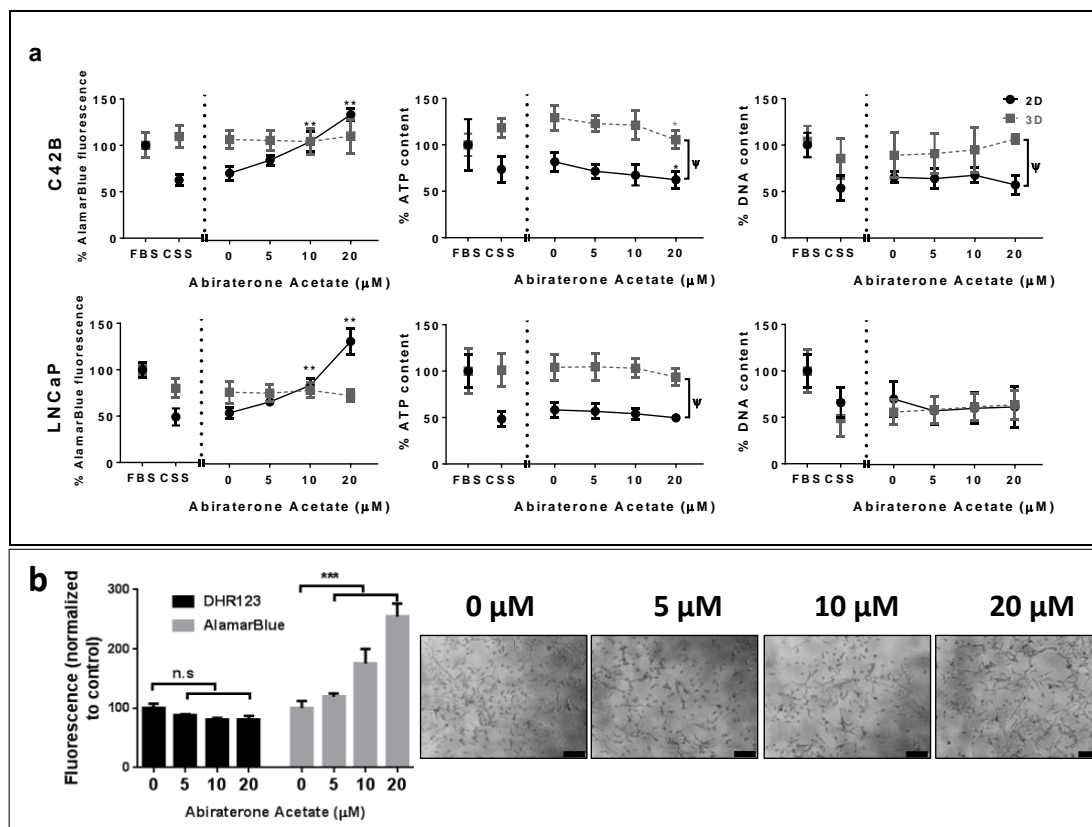 a
C42B
% AlamarBlue fluorescence
150
100
50
0
**
**
FBS CSS
0 5 10 20
Abiraterone Acetate (µM)
% ATP content
150
100
50
0
*
*
ψ
FBS CSS
0 5 10 20
Abiraterone Acetate (µM)
% DNA content
150
100
50
0
2D
3D
ψ
FBS CSS
0 5 10 20
Abiraterone Acetate (µM)
LNCaP
% AlamarBlue fluorescence
150
100
50
0
**
**
FBS CSS
0 5 10 20
Abiraterone Acetate (µM)
% ATP content
150
100
50
0
ψ
FBS CSS
0 5 10 20
Abiraterone Acetate (µM)
% DNA content
150
100
50
0
FBS CSS
0 5 10 20
Abiraterone Acetate (µM)
b
Fluorescence (normalized
to control)
300
200
100
0
DHR123
AlamarBlue
n.s
***
0 5 10 20 0 5 10 20
Abiraterone Acetate (µM)
0 µM 5 µM 10 µM 20 µM